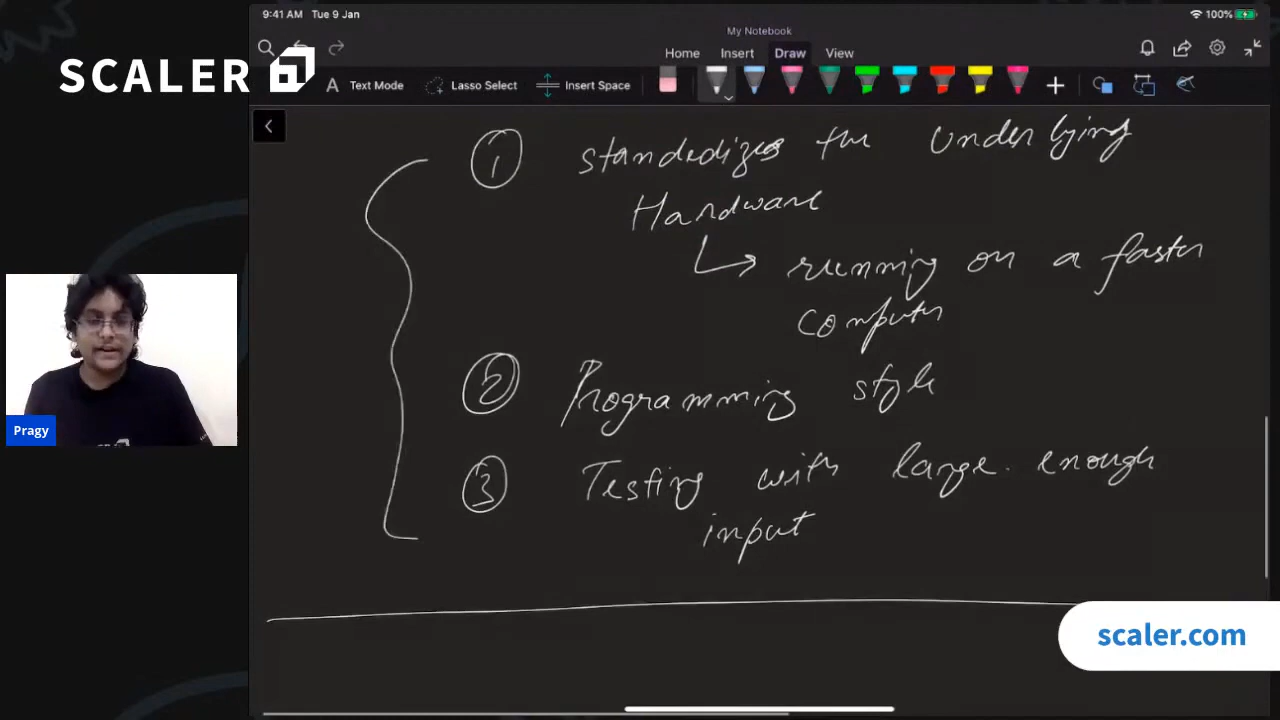 9:41 AM Tue 9 Jan
100%
My Notebook
Home Insert Draw View
SCALER
A Text Mode Lasso Select Insert Space
1 standedizes the underlying
Hardware
running on a faster
computer
2 Programming style
3 Testing with large enough
input
Pragy
scaler.com